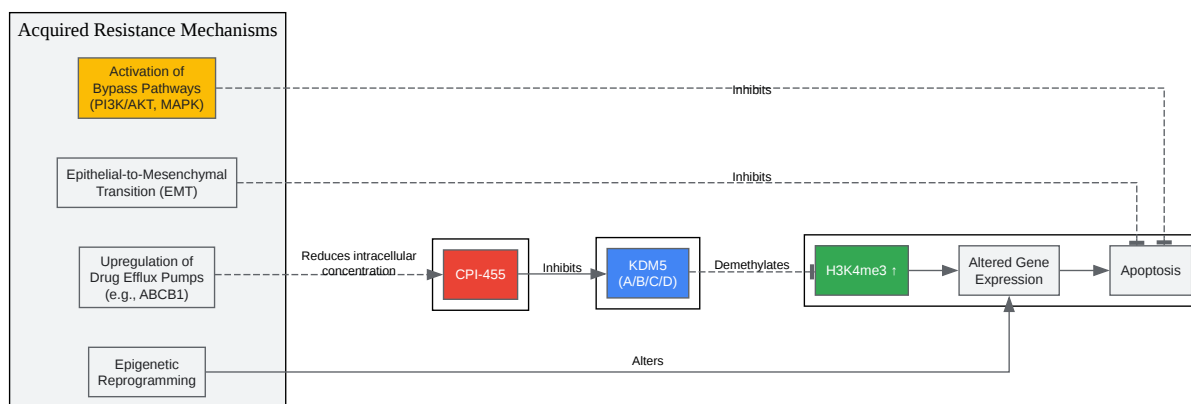 Acquired Resistance Mechanisms
Activation of
Bypass Pathways
(PI3K/AKT, MAPK)
Inhibits
Epithelial-to-Mesenchymal
Transition (EMT)
Inhibits
Upregulation of
Drug Efflux Pumps
(e.g., ABCB1)
Reduces intracellular
concentration
CPI-455
Inhibits
KDM5
(A/B/C/D)
Demethylates
H3K4me3 ↑
Altered Gene
Expression
Apoptosis
Epigenetic
Reprogramming
Alters